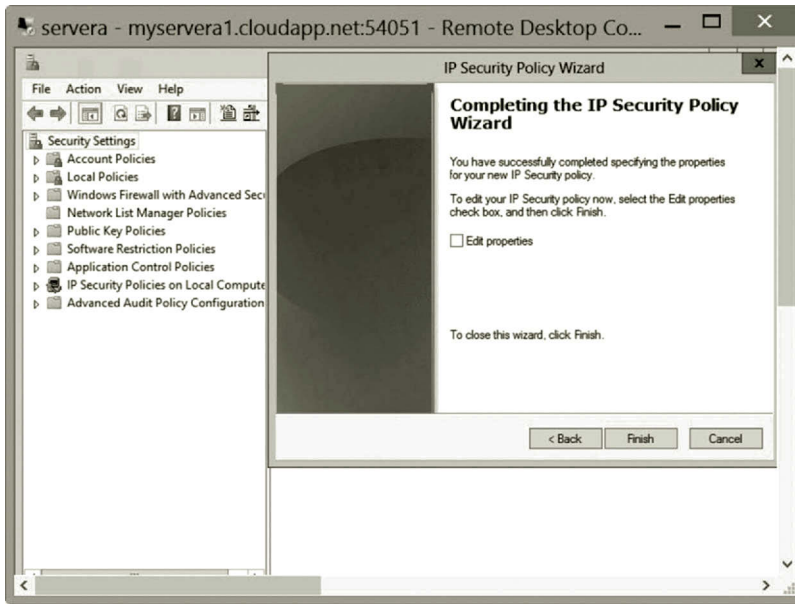 servera - myservera1.cloudapp.net:54051 - Remote Desktop Co...
IP Security Policy Wizard
File Action View Help
Security Settings
Account Policies
Local Policies
Windows Firewall with Advanced Secu
Network List Manager Policies
Public Key Policies
Software Restriction Policies
Application Control Policies
IP Security Policies on Local Compute
Advanced Audit Policy Configuration
Completing the IP Security Policy
Wizard
You have successfully completed specifying the properties
for your new IP Security policy.
To edit your IP Security policy now, select the Edit properties
check box, and then click Finish.
Edit properties
To close this wizard, click Finish.
< Back
Finish
Cancel